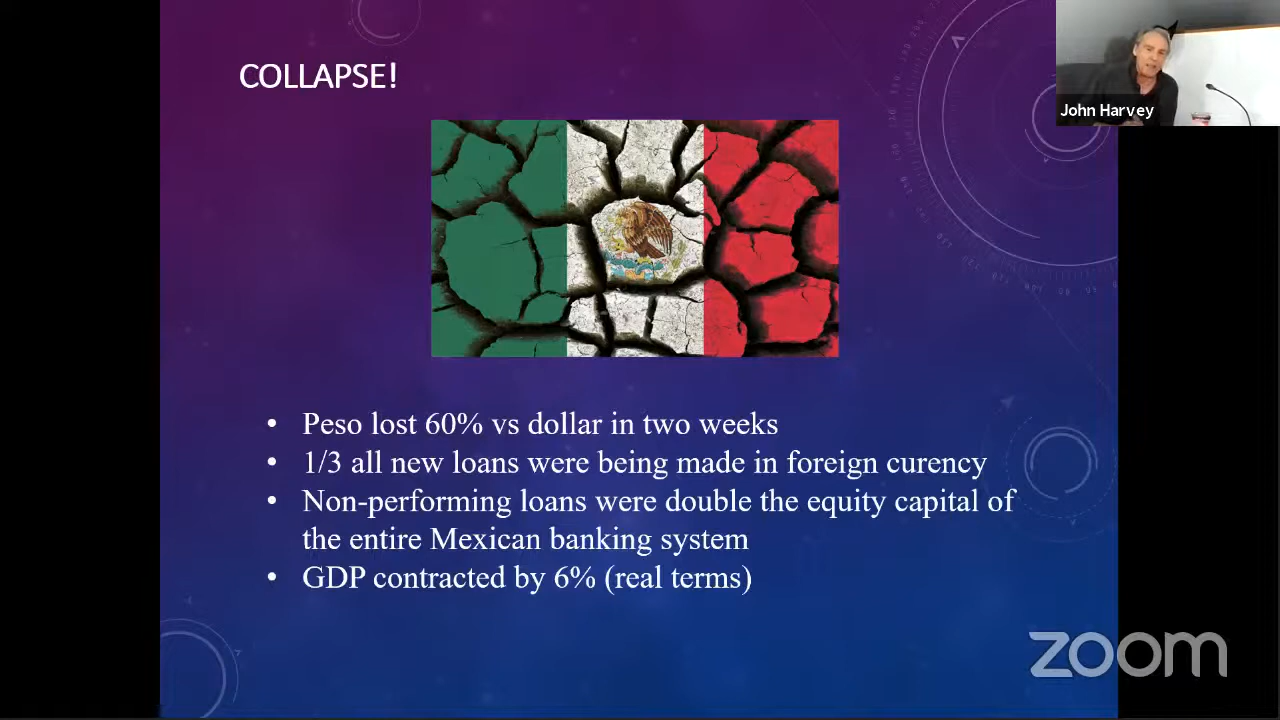 COLLAPSE!
John Harvey
• Peso lost 60% vs dollar in two weeks
• 1/3 all new loans were being made in foreign curency
• Non-performing loans were double the equity capital of
the entire Mexican banking system
• GDP contracted by 6% (real terms)
zoom